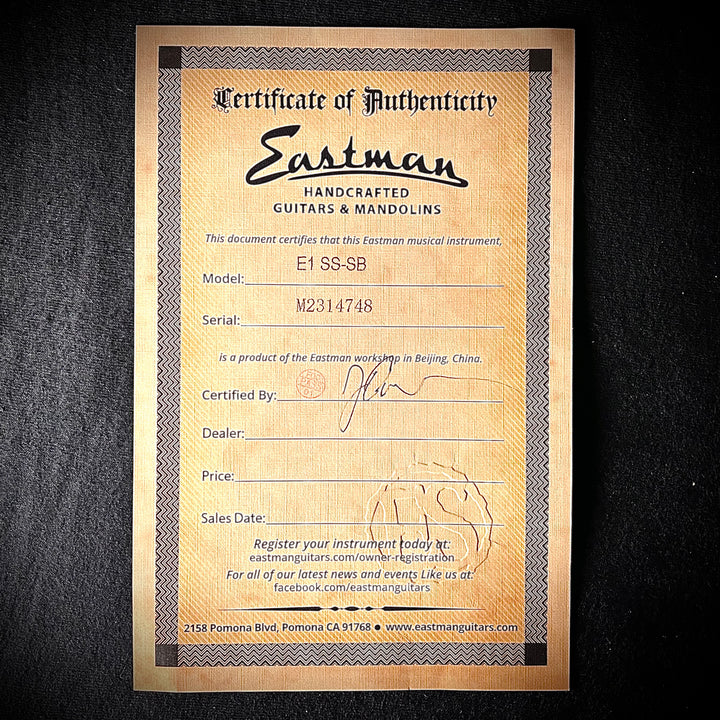 Certificate of Authenticity
Eastman
HANDCRAFTED
GUITARS & MANDOLINS
This document certifies that this Eastman musical instrument,
Model: E1 SS-SB
Serial: M2314748
is a product of the Eastman workshop in Beijing, China.
Certified By:
Dealer:
Price:
Sales Date:
Register your instrument today at:
eastmanguitars.com/owner-registration
For all of our latest news and events Like us at:
facebook.com/eastmanguitars
2158 Pomona Blvd, Pomona CA 91768 ● www.eastmanguitars.com